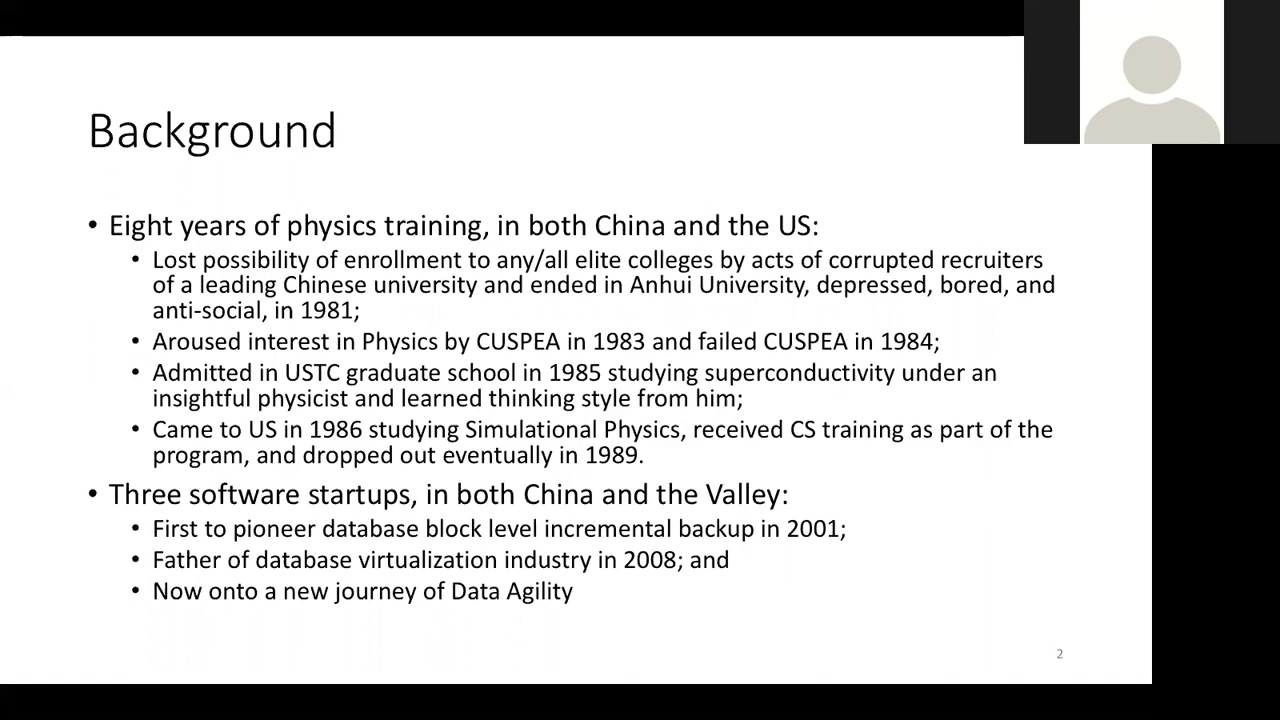 Background
• Eight years of physics training, in both China and the US:
• Lost possibility of enrollment to any/all elite colleges by acts of corrupted recruiters
of a leading Chinese university and ended in Anhui University, depressed, bored, and
anti-social, in 1981;
• Aroused interest in Physics by CUSPEA in 1983 and failed CUSPEA in 1984;
• Admitted in USTC graduate school in 1985 studying superconductivity under an
insightful physicist and learned thinking style from him;
• Came to US in 1986 studying Simulational Physics, received CS training as part of the
program, and dropped out eventually in 1989.
• Three software startups, in both China and the Valley:
• First to pioneer database block level incremental backup in 2001;
• Father of database virtualization industry in 2008; and
• Now onto a new journey of Data Agility
2